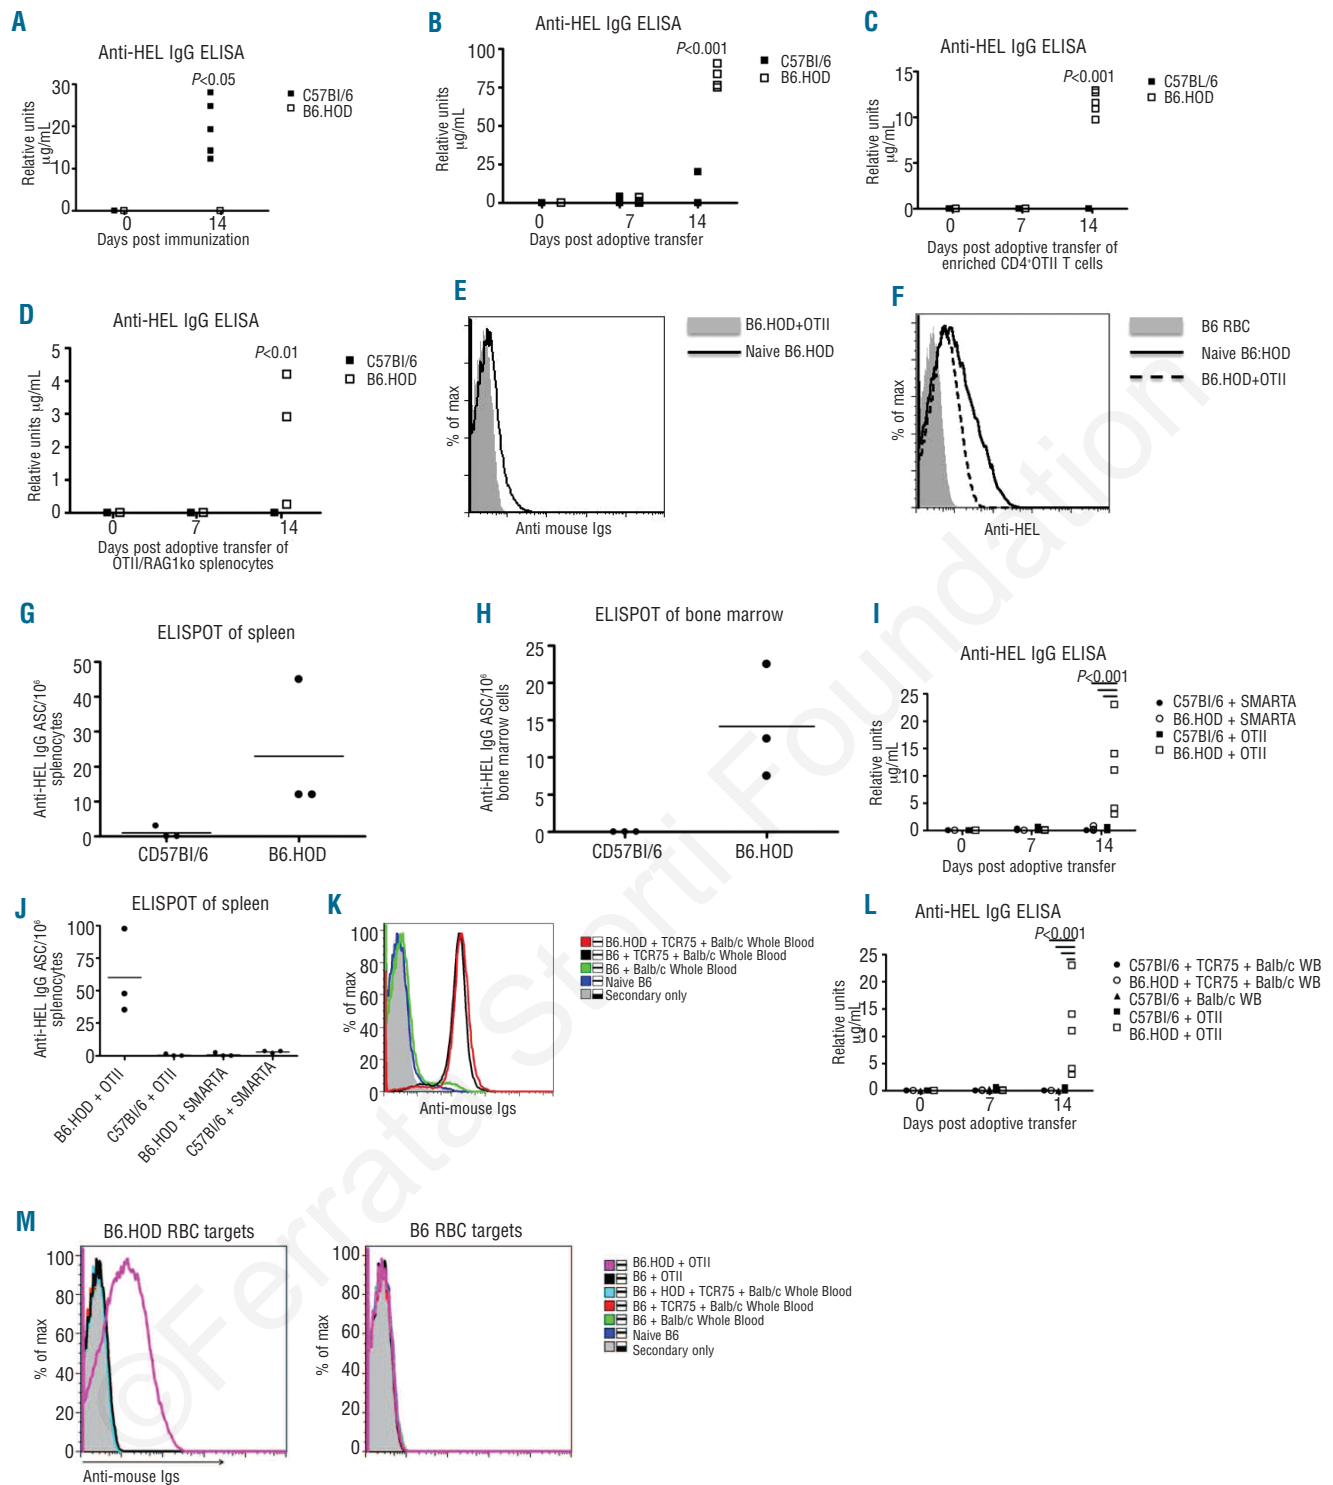 A
Anti-HEL IgG ELISA
P<0.05
30
20
10
0
Relative units
µg/mL
0
14
Days post immunization
C57Bl/6
B6.HOD
B
Anti-HEL IgG ELISA
P<0.001
100
75
50
25
0
Relative units
µg/mL
0
7
14
Days post adoptive transfer
C57Bl/6
B6.HOD
C
Anti-HEL IgG ELISA
P<0.001
15
10
5
0
Relative units
µg/mL
0
7
14
Days post adoptive transfer of
enriched CD4+OTII T cells
C57BL/6
B6.HOD
D
Anti-HEL IgG ELISA
P<0.01
5
4
3
2
1
0
Relative units µg/mL
0
7
14
Days post adoptive transfer of
OTII/RAG1ko splenocytes
C57Bl/6
B6.HOD
E
% of max
Anti mouse Igs
B6.HOD+OTII
Naive B6.HOD
F
% of max
Anti-HEL
B6 RBC
Naive B6:HOD
B6.HOD+OTII
G
ELISPOT of spleen
50
40
30
20
10
0
Anti-HEL IgG ASC/10⁶
splenocytes
CD57Bl/6
B6.HOD
H
ELISPOT of bone marrow
25
20
15
10
5
0
Anti-HEL IgG ASC/10⁶
bone marrow cells
CD57Bl/6
B6.HOD
I
Anti-HEL IgG ELISA
P<0.001
25
20
15
10
5
0
Relative units
µg/mL
0
7
14
Days post adoptive transfer
C57Bl/6 + SMARTA
B6.HOD + SMARTA
C57Bl/6 + OTII
B6.HOD + OTII
J
ELISPOT of spleen
100
75
50
25
0
Anti-HEL IgG ASC/10⁶
splenocytes
B6.HOD + OTII
C57Bl/6 + OTII
B6.HOD + SMARTA
C57Bl/6 + SMARTA
K
100
80
60
40
20
0
% of max
Anti-mouse Igs
B6.HOD + TCR75 + Balb/c Whole Blood
B6 + TCR75 + Balb/c Whole Blood
B6 + Balb/c Whole Blood
Naive B6
Secondary only
L
Anti-HEL IgG ELISA
P<0.001
25
20
15
10
5
0
Relative units
µg/mL
0
7
14
Days post adoptive transfer
C57Bl/6 + TCR75 + Balb/c WB
B6.HOD + TCR75 + Balb/c WB
C57Bl/6 + Balb/c WB
C57Bl/6 + OTII
B6.HOD + OTII
M
B6.HOD RBC targets
100
80
60
40
20
0
% of max
Anti-mouse Igs
B6 RBC targets
100
80
60
40
20
0
% of max
B6.HOD + OTII
B6 + OTII
B6 + HOD + TCR75 + Balb/c Whole Blood
B6 + TCR75 + Balb/c Whole Blood
B6 + Balb/c Whole Blood
Naive B6
Secondary only
©Ferrata Storti Foundation